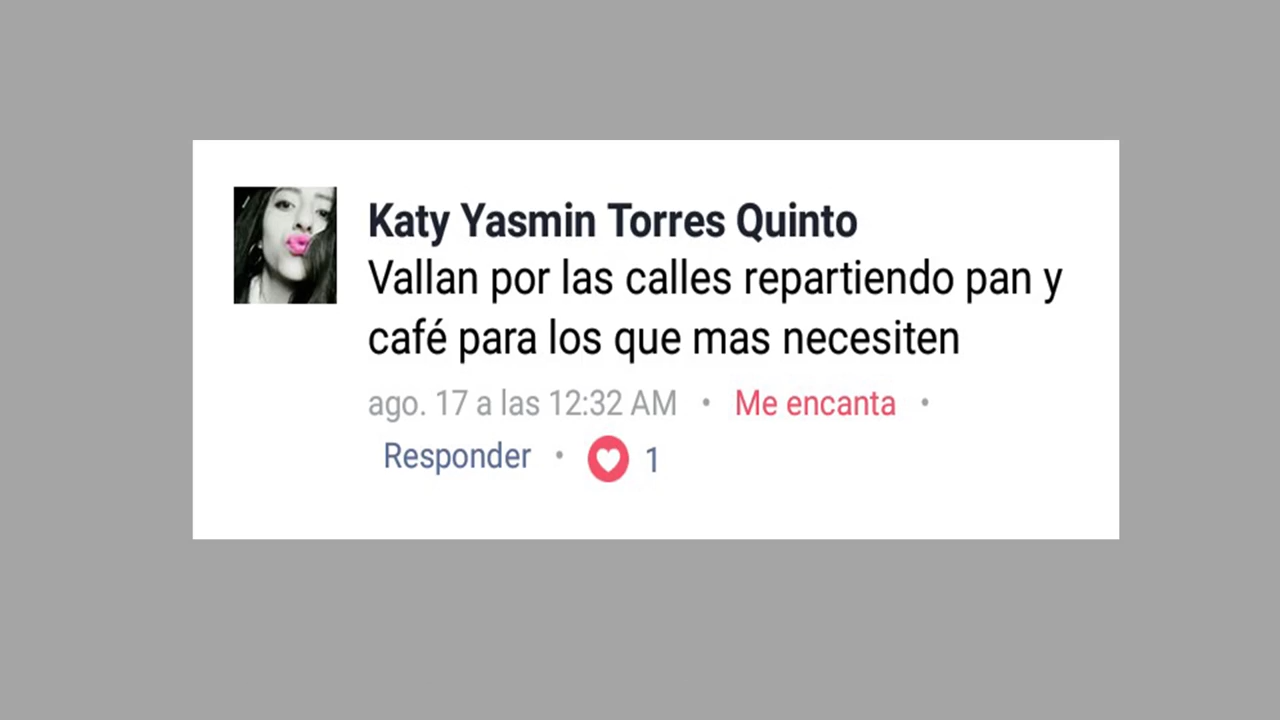 Katy Yasmin Torres Quinto
Vallan por las calles repartiendo pan y
café para los que mas necesiten
ago. 17 a las 12:32 AM • Me encanta •
Responder • 1